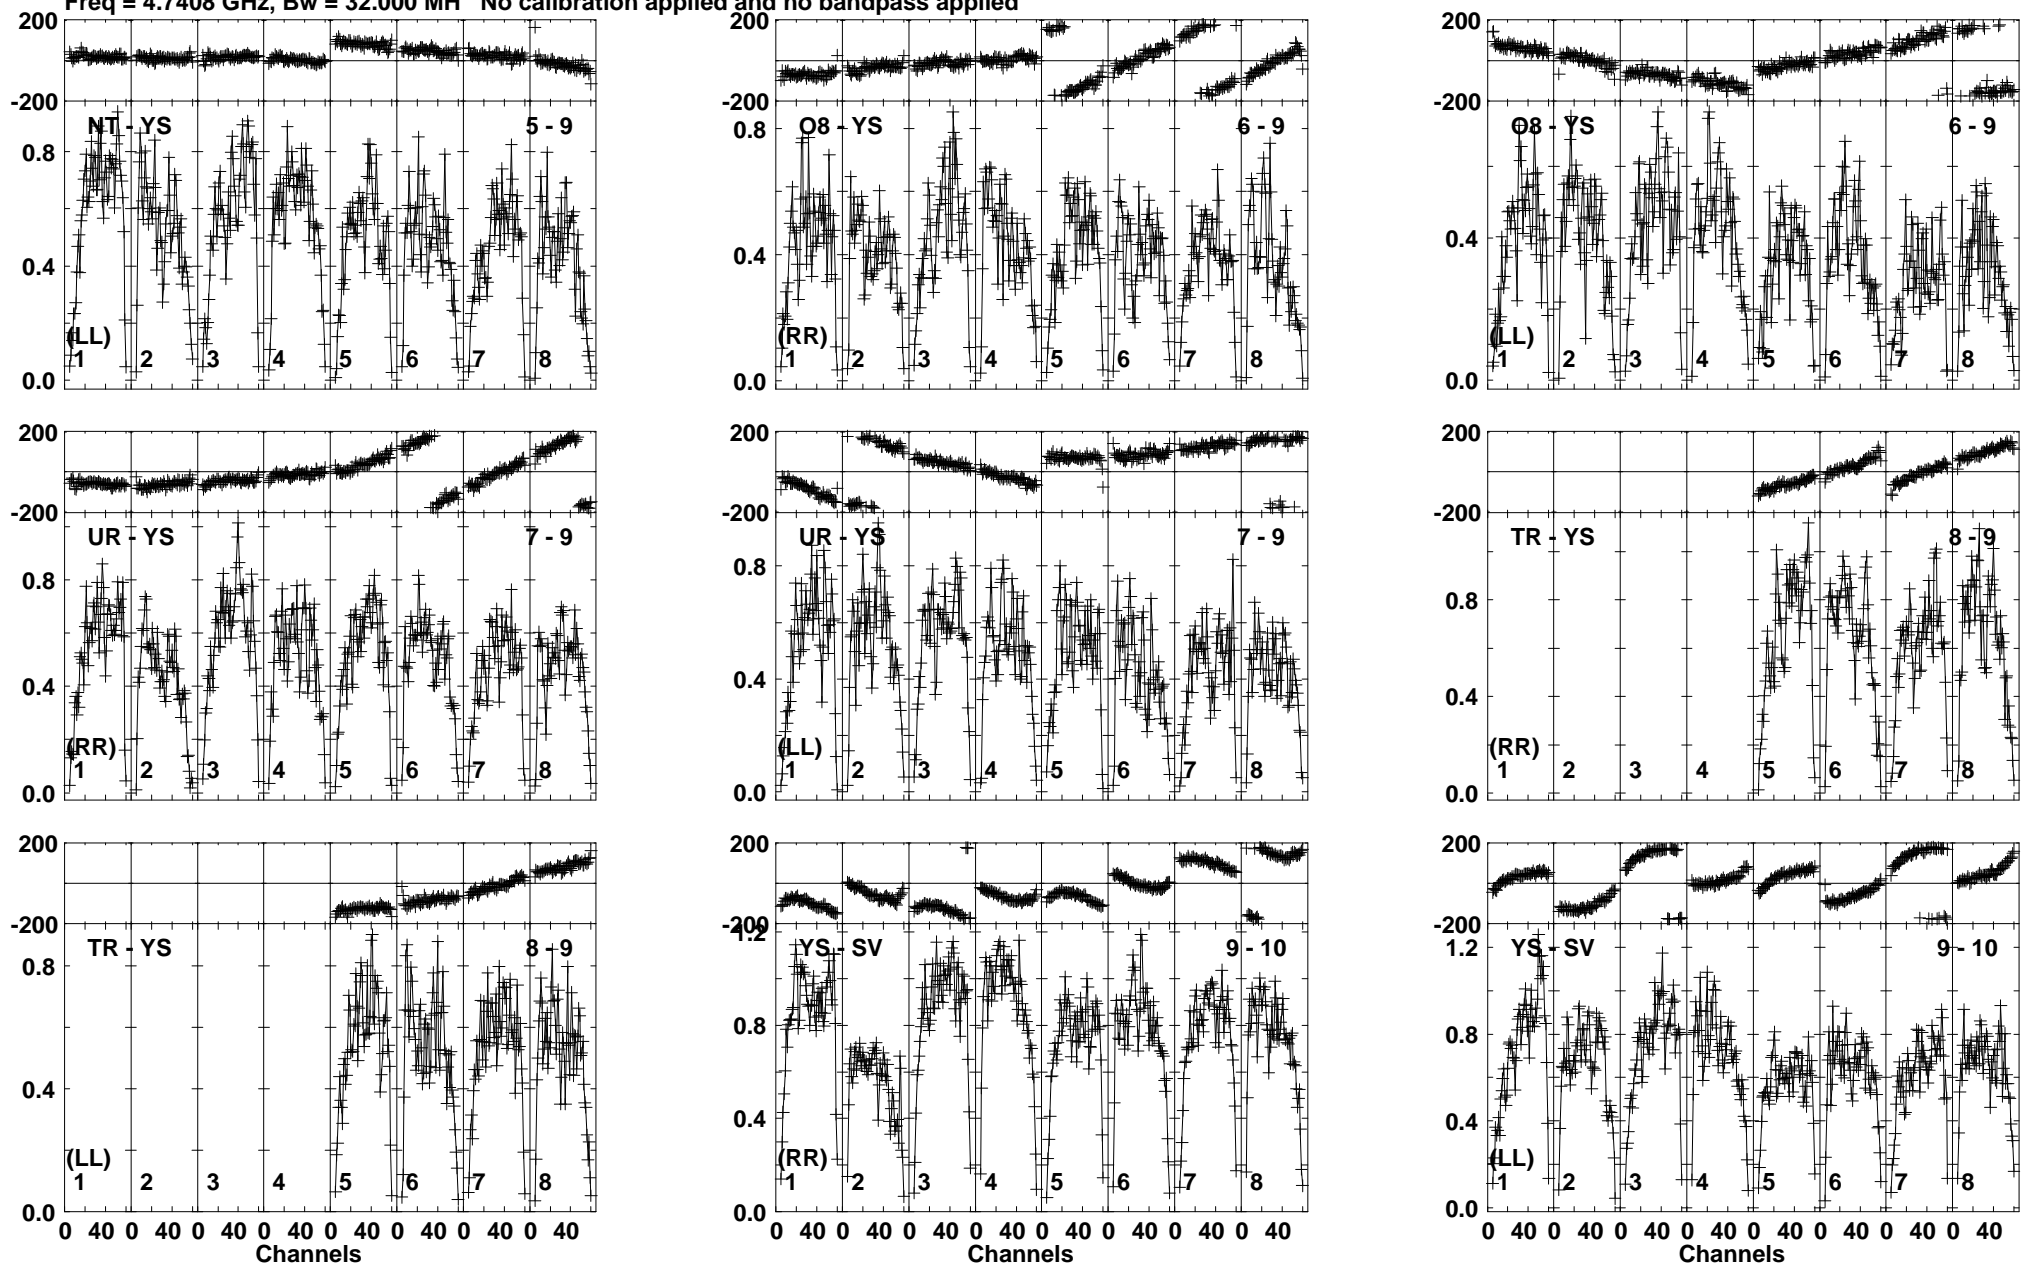 Freq = 4.7408 GHz, Bw = 32.000 MH No calibration applied and no bandpass applied
200 200 200
-200 -200 -200
NT - YS 5 - 9 O8 - YS 6 - 9 O8 - YS 6 - 9
0.8 0.8
0.4 0.4 0.4
(LL) (RR) (LL)
1 2 3 4 5 6 7 8 1 2 3 4 5 6 7 8 1 2 3 4 5 6 7 8
0.0 0.0 0.0
200 200 200
-200 -200 -200
UR - YS 7 - 9 UR - YS 7 - 9 TR - YS 8 - 9
0.8 0.8 0.8
0.4 0.4 0.4
(RR) (LL) (RR)
1 2 3 4 5 6 7 8 1 2 3 4 5 6 7 8 1 2 3 4 5 6 7 8
0.0 0.0 0.0
200 200 200
-200 -200 -200
1.2 1.2
TR - YS 8 - 9 YS - SV 9 - 10 YS - SV 9 - 10
0.8 0.8 0.8
0.4 0.4 0.4
(LL) (RR) (LL)
1 2 3 4 5 6 7 8 1 2 3 4 5 6 7 8 1 2 3 4 5 6 7 8
0.0 0.0 0.0
0 40 0 40 0 40 0 40 0 40 0 40 0 40 0 40 0 40 0 40 0 40 0 40 0 40 0 40 0 40 0 40 0 40 0 40 0 40 0 40 0 40 0 40 0 40 0 40
Channels Channels Channels